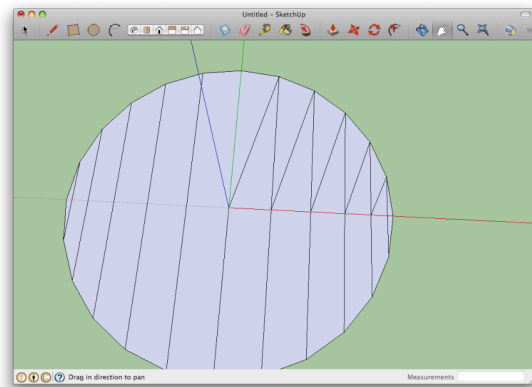 Untitled – SketchUp
Drag in direction to pan
Measurements